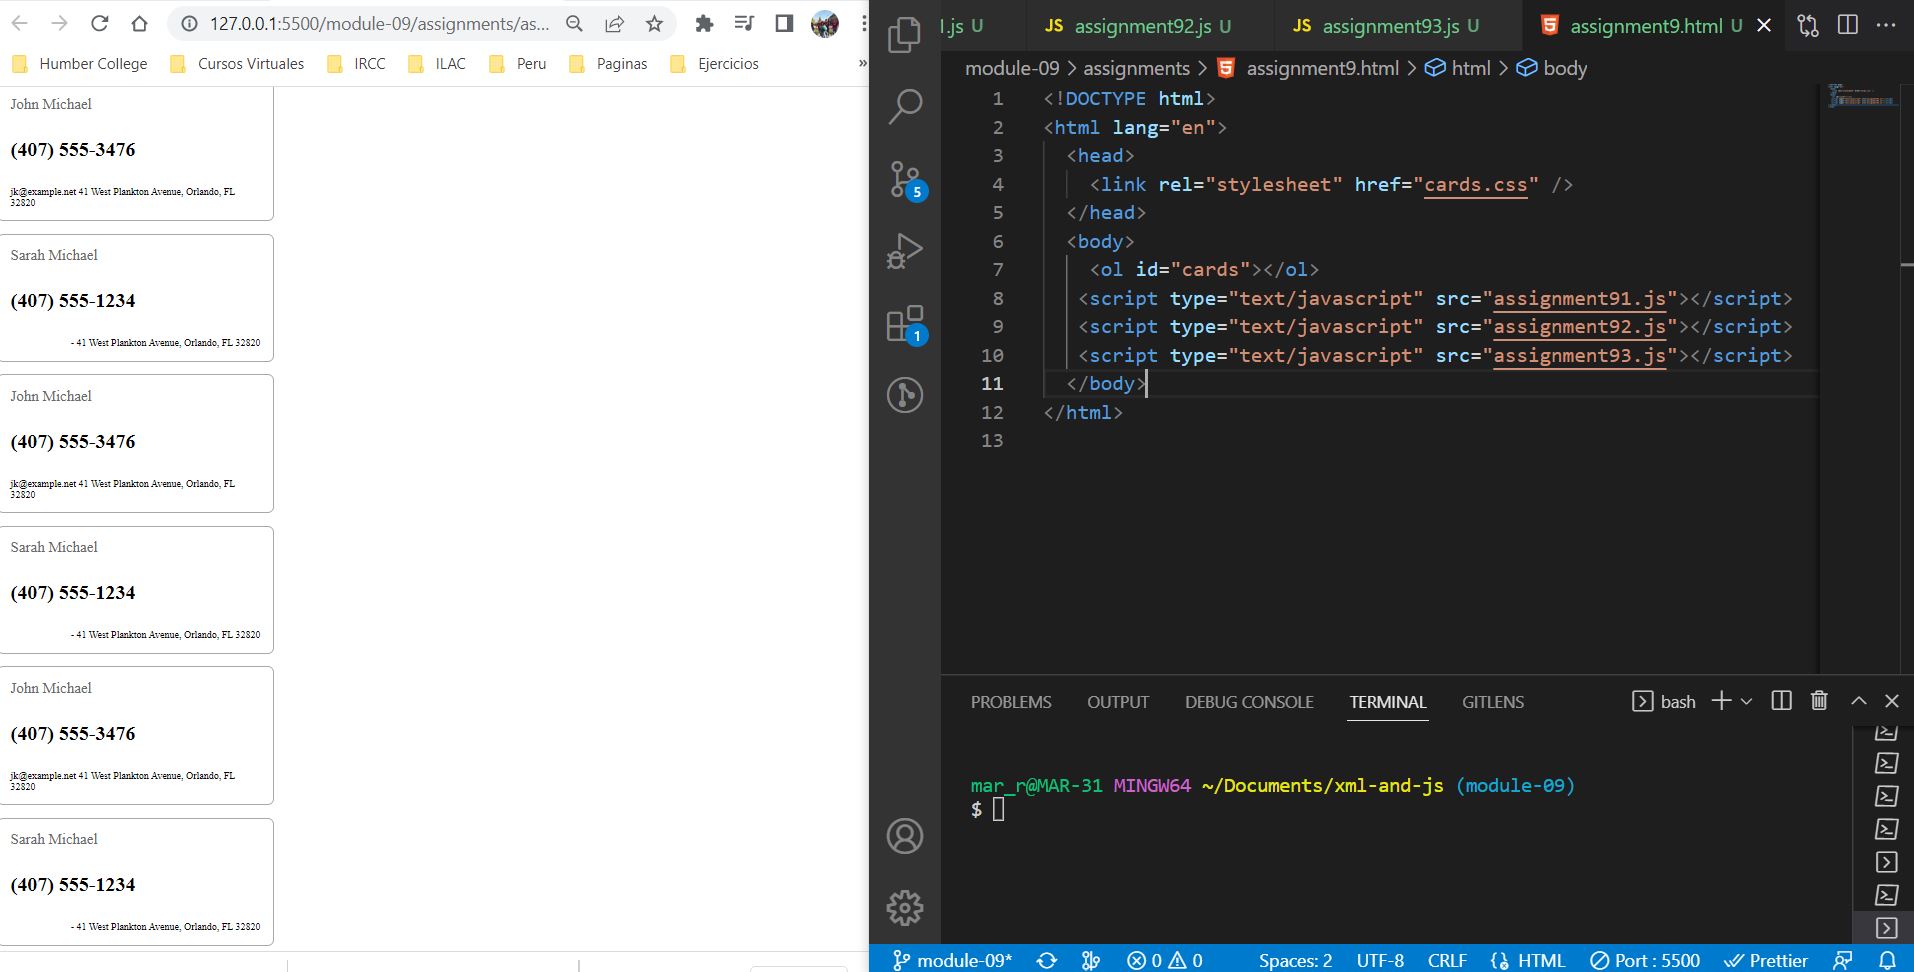 127.0.0.1:5500/module-09/assignments/as...
Humber College
Cursos Virtuales
IRCC
ILAC
Peru
Paginas
Ejercicios
»
John Michael
(407) 555-3476
jk@example.net 41 West Plankton Avenue, Orlando, FL
32820
Sarah Michael
(407) 555-1234
- 41 West Plankton Avenue, Orlando, FL 32820
John Michael
(407) 555-3476
jk@example.net 41 West Plankton Avenue, Orlando, FL
32820
Sarah Michael
(407) 555-1234
- 41 West Plankton Avenue, Orlando, FL 32820
John Michael
(407) 555-3476
jk@example.net 41 West Plankton Avenue, Orlando, FL
32820
Sarah Michael
(407) 555-1234
- 41 West Plankton Avenue, Orlando, FL 32820
5
1
1.js U
JS assignment92.js U
JS assignment93.js U
assignment9.html U
module-09 > assignments > assignment9.html > html > body
1 <!DOCTYPE html>
2 <html lang="en">
3 <head>
4 <link rel="stylesheet" href="cards.css" />
5 </head>
6 <body>
7 <ol id="cards"></ol>
8 <script type="text/javascript" src="assignment91.js"></script>
9 <script type="text/javascript" src="assignment92.js"></script>
10 <script type="text/javascript" src="assignment93.js"></script>
11 </body>
12 </html>
13
PROBLEMS OUTPUT DEBUG CONSOLE TERMINAL GITLENS
bash
mar_r@MAR-31 MINGW64 ~/Documents/xml-and-js (module-09)
$
module-09* 0 0 Spaces: 2 UTF-8 CRLF HTML Port : 5500 Prettier